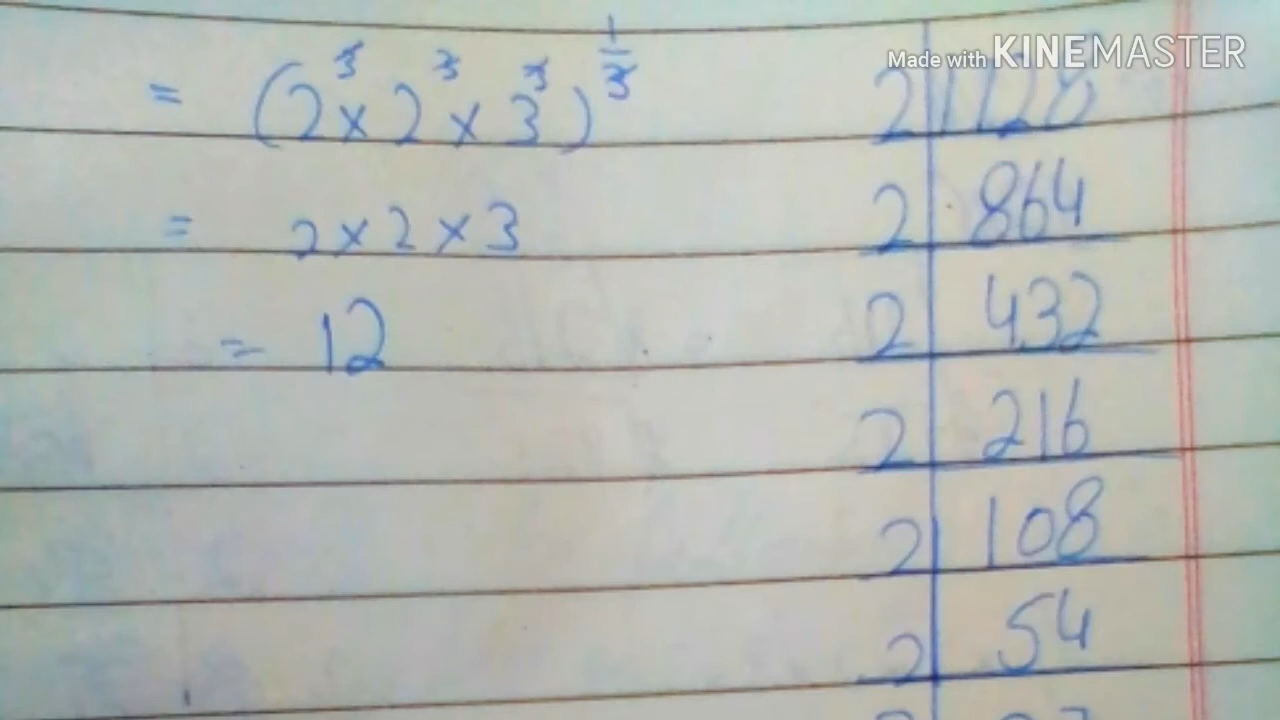 = (2³ × 2³ × 3³)^1/3
= 2 × 2 × 3
= 12
Made with KINEMASTER
2 | 1728
2 | 864
2 | 432
2 | 216
2 | 108
2 | 54